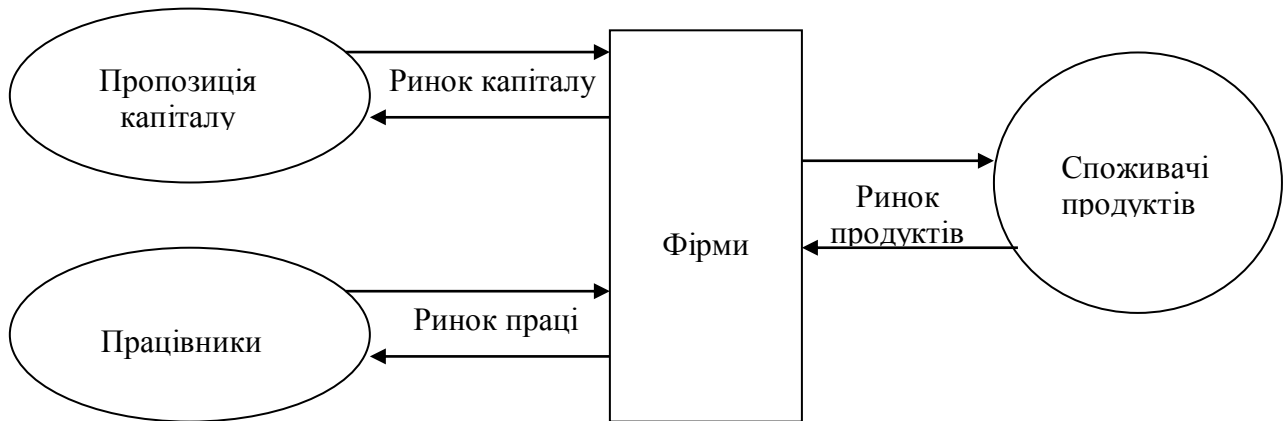 Пропозиція
капіталу
Ринок капіталу
Працівники
Ринок праці
Фірми
Ринок
продуктів
Споживачі
продуктів